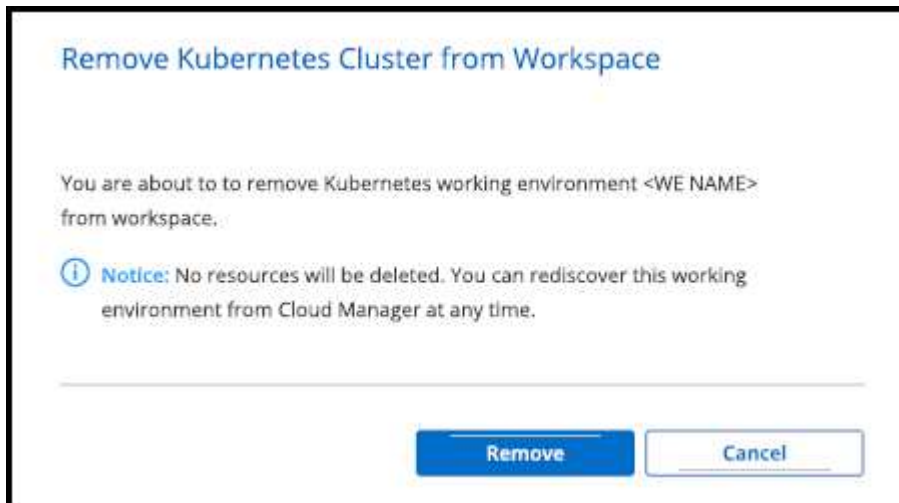 Remove Kubernetes Cluster from Workspace
You are about to to remove Kubernetes working environment <WE NAME>
from workspace.
Notice: No resources will be deleted. You can rediscover this working
environment from Cloud Manager at any time.
Remove
Cancel